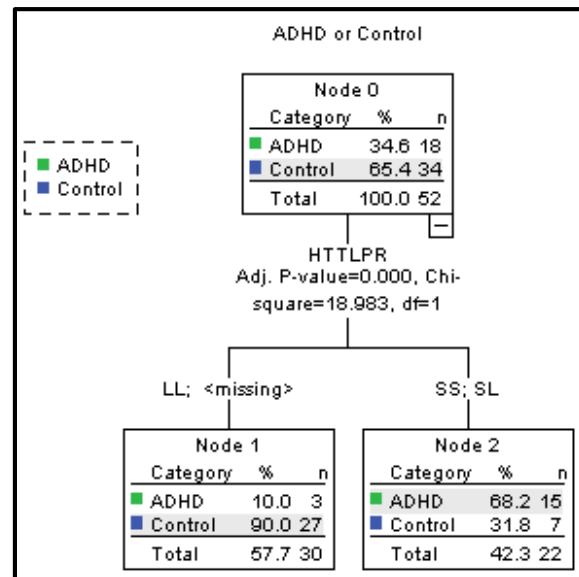 ADHD or Control
ADHD
Control
Node 0
Category % n
ADHD 34.6 18
Control 65.4 34
Total 100.0 52
HTTLPR
Adj. P-value=0.000, Chi-
square=18.983, df=1
LL; <missing>
SS; SL
Node 1
Category % n
ADHD 10.0 3
Control 90.0 27
Total 57.7 30
Node 2
Category % n
ADHD 68.2 15
Control 31.8 7
Total 42.3 22